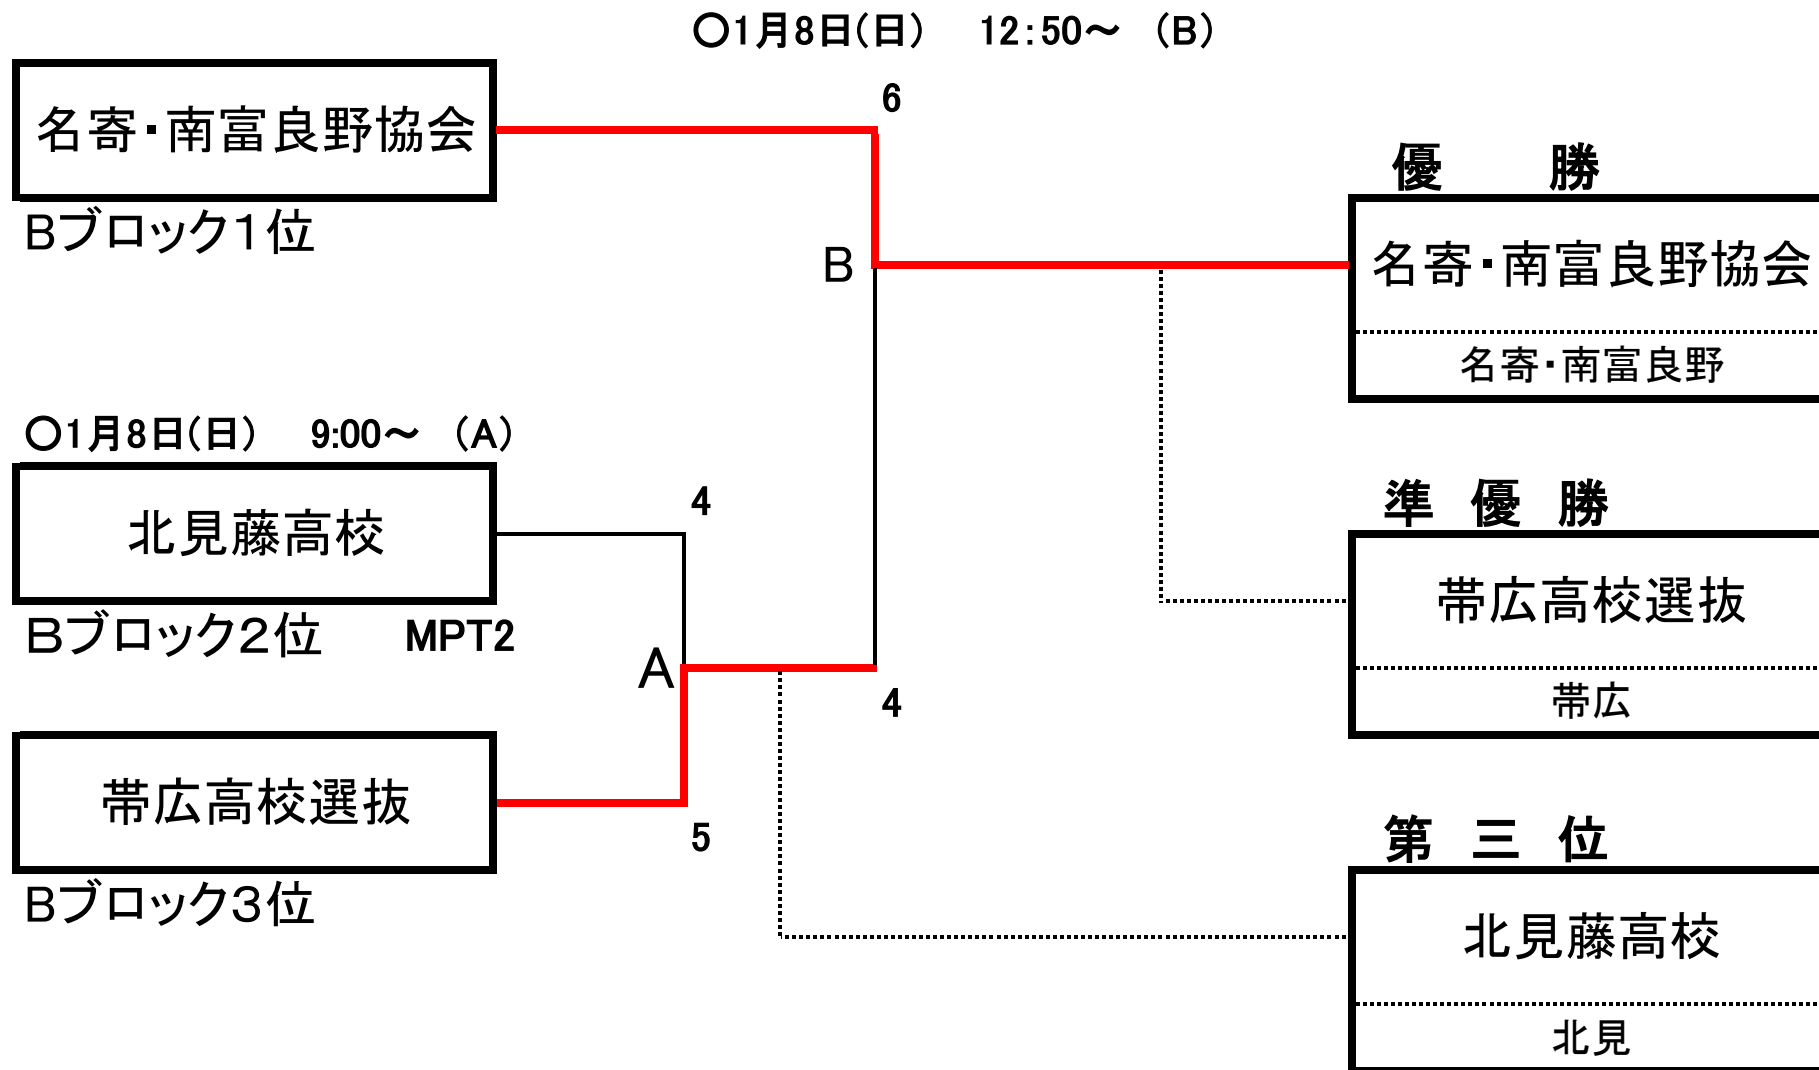 〇1月8日(日)　12:50～　(B)
6
名寄・南富良野協会
Bブロック1位
優　勝
B
名寄・南富良野協会
名寄・南富良野
〇1月8日(日)　9:00～　(A)
4
北見藤高校
Bブロック2位　MPT2
準 優 勝
帯広高校選抜
帯広
A
4
帯広高校選抜
5
Bブロック3位
第 三 位
北見藤高校
北見